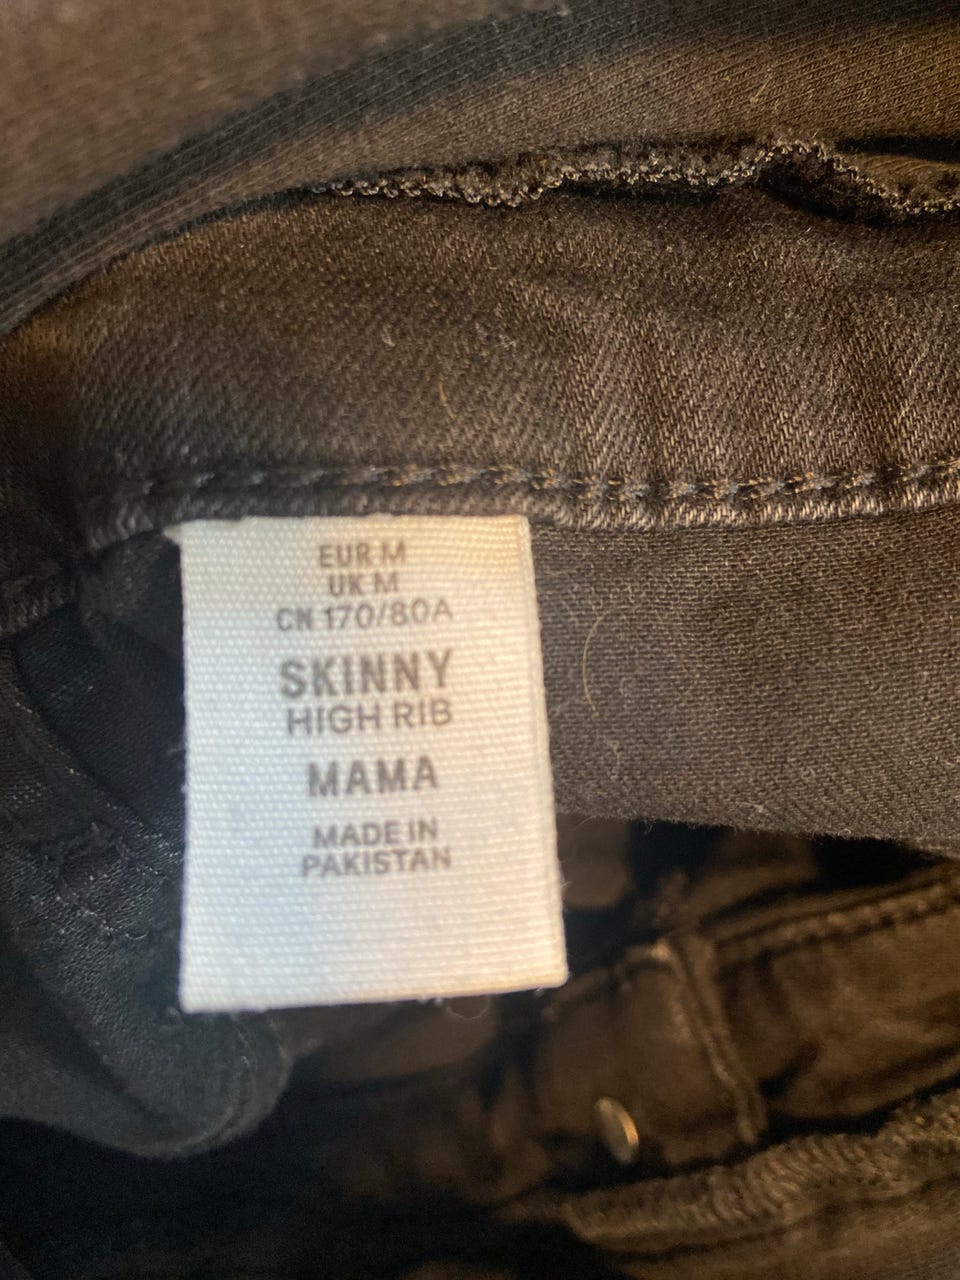 EUR M
UK M
CN 170/80A
SKINNY
HIGH RIB
MAMA
MADE IN
PAKISTAN